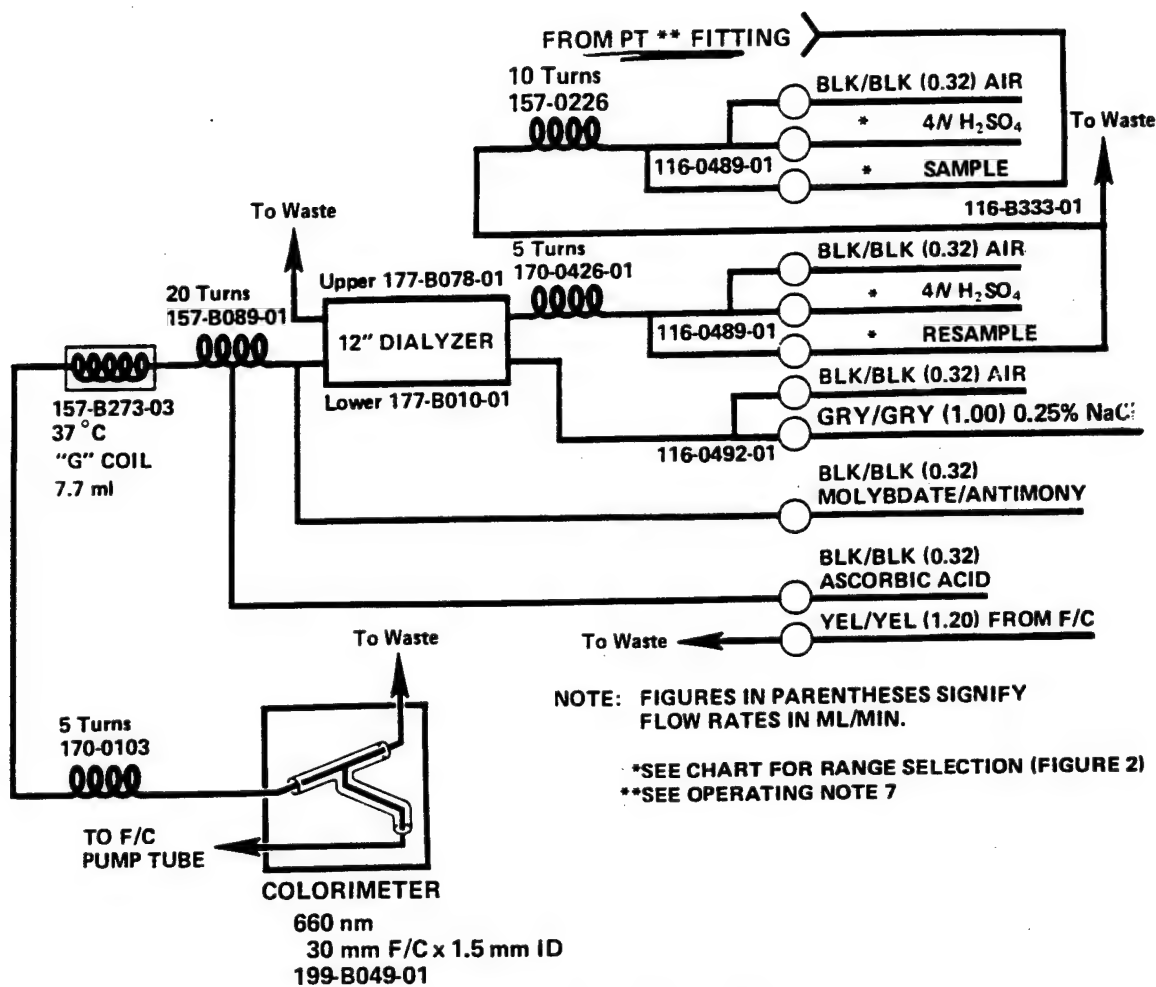 FROM PT ** FITTING
10 Turns
157-0226
BLK/BLK (0.32) AIR
* 4N H₂SO₄
To Waste
116-0489-01
* SAMPLE
116-B333-01
To Waste
5 Turns
170-0426-01
BLK/BLK (0.32) AIR
Upper 177-B078-01
20 Turns
157-B089-01
* 4N H₂SO₄
12" DIALYZER
116-0489-01
* RESAMPLE
BLK/BLK (0.32) AIR
Lower 177-B010-01
157-B273-03
37 °C
"G" COIL
7.7 ml
GRY/GRY (1.00) 0.25% NaCl
116-0492-01
BLK/BLK (0.32)
MOLYBDATE/ANTIMONY
BLK/BLK (0.32)
ASCORBIC ACID
YEL/YEL (1.20) FROM F/C
To Waste
To Waste
NOTE: FIGURES IN PARENTHESES SIGNIFY
FLOW RATES IN ML/MIN.
5 Turns
170-0103
*SEE CHART FOR RANGE SELECTION (FIGURE 2)
**SEE OPERATING NOTE 7
TO F/C
PUMP TUBE
COLORIMETER
660 nm
30 mm F/C x 1.5 mm ID
199-B049-01